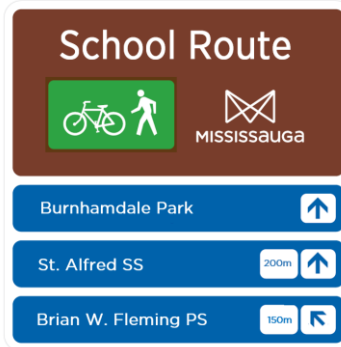 School Route
MISSISSauGa
Burnhamdale Park
St. Alfred SS 200m
Brian W. Fleming PS 150m